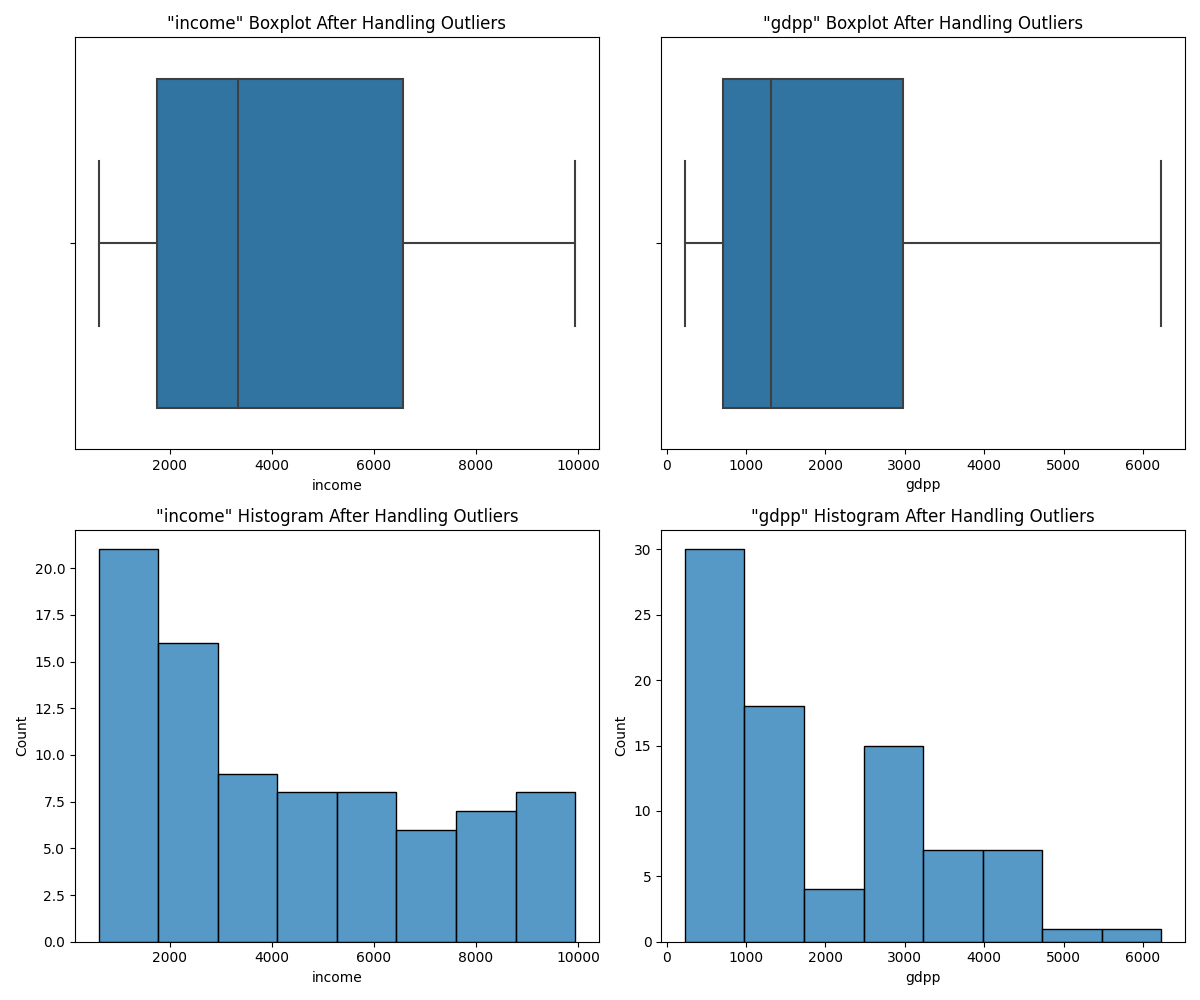 "income" Boxplot After Handling Outliers
2000 4000 6000 8000 10000
income
"gdpp" Boxplot After Handling Outliers
0 1000 2000 3000 4000 5000 6000
gdpp
"income" Histogram After Handling Outliers
20.0
17.5
15.0
12.5
10.0
7.5
5.0
2.5
0.0
Count
2000 4000 6000 8000 10000
income
"gdpp" Histogram After Handling Outliers
30
25
20
15
10
5
0
Count
0 1000 2000 3000 4000 5000 6000
gdpp